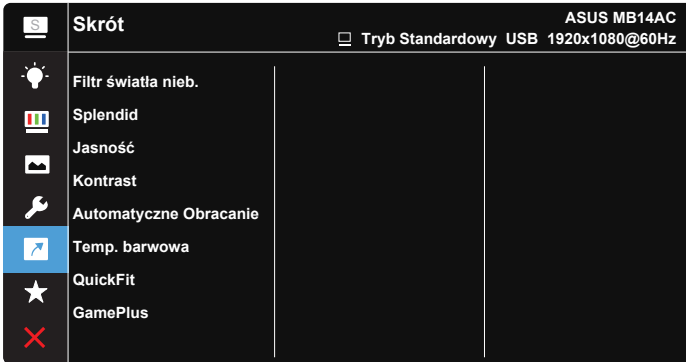 S
Skrót
ASUS MB14AC
Tryb Standardowy USB 1920x1080@60Hz
Filtr światła nieb.
Splendid
Jasność
Kontrast
Automatyczne Obracanie
Temp. barwowa
QuickFit
GamePlus